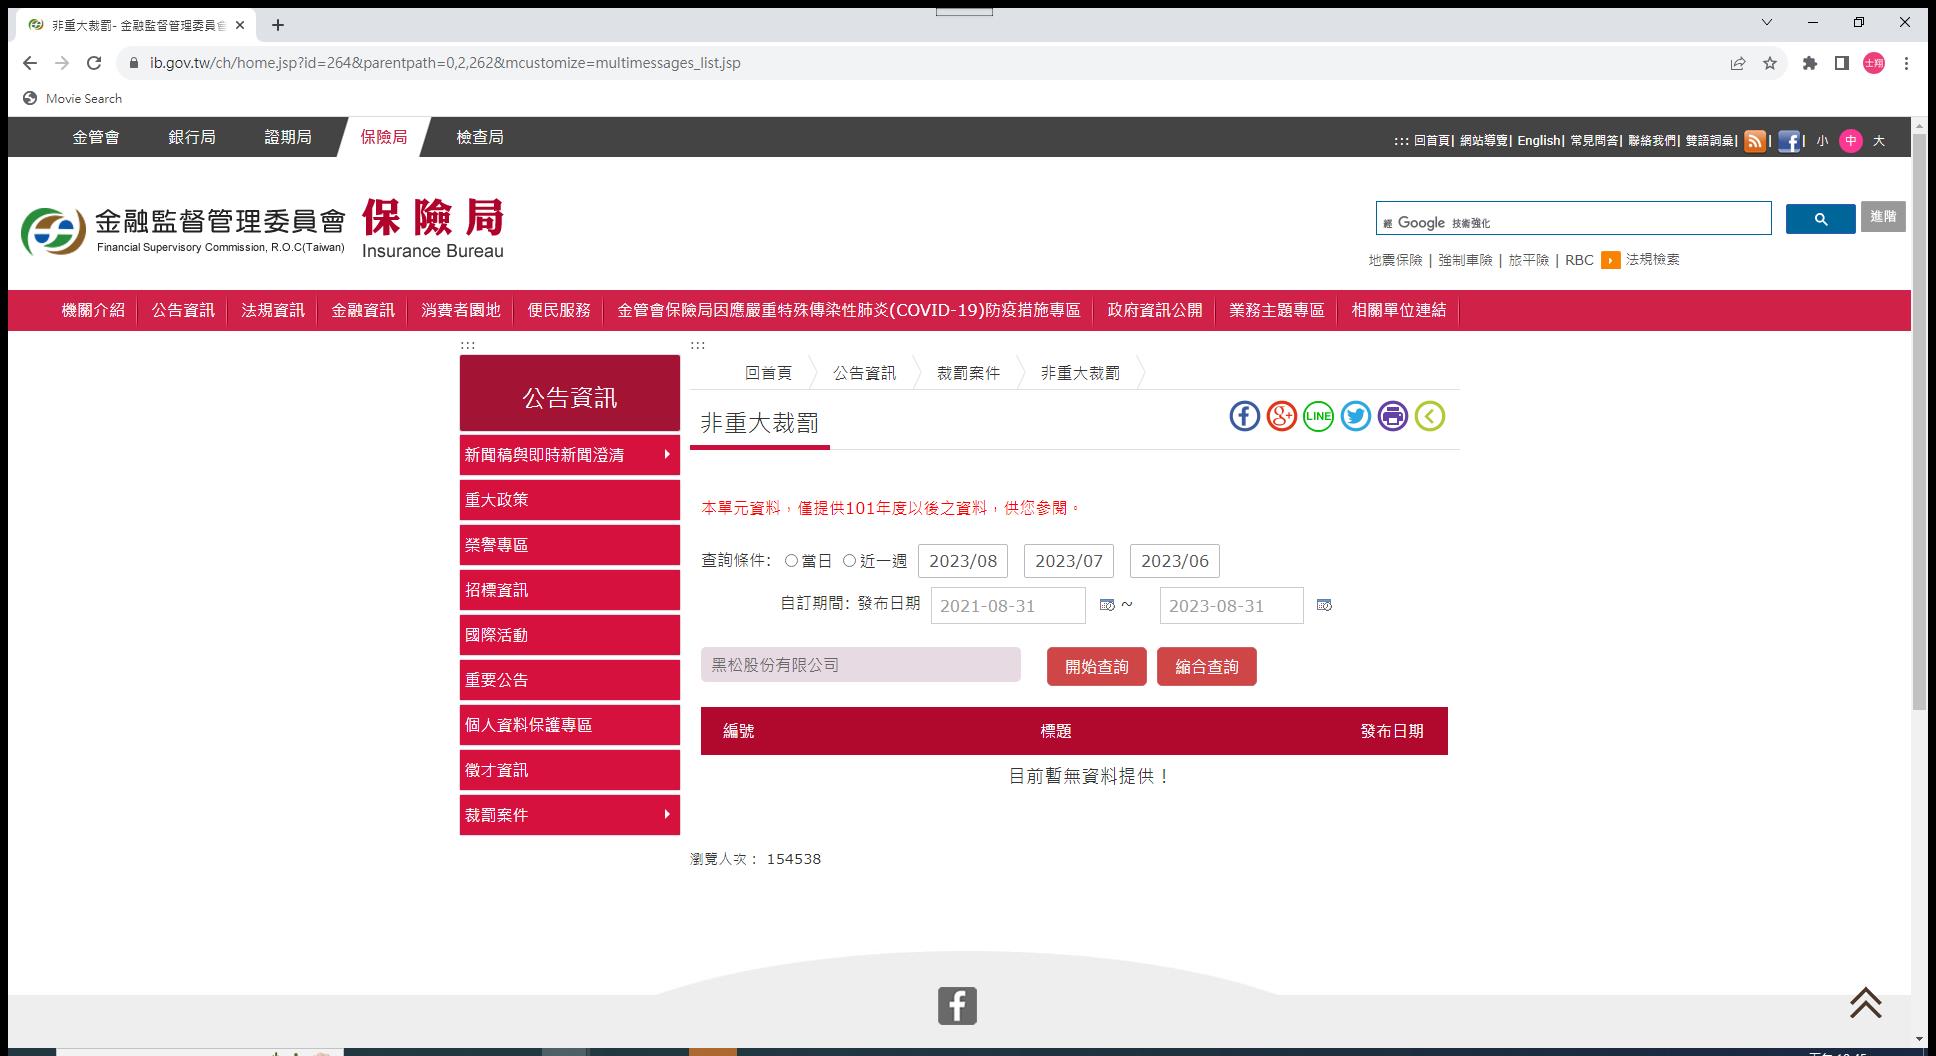 非重大裁罰- 金融監督管理委員會
ib.gov.tw/ch/home.jsp?id=264&parentpath=0,2,262&mcustomize=multimessages_list.jsp
士翔
Movie Search
金管會 銀行局 證期局 保險局 檢查局
::: 回首頁| 網站導覽| English| 常見問答| 聯絡我們| 雙語詞彙| | | 小 中 大
金融監督管理委員會 保險局
Financial Supervisory Commission, R.O.C(Taiwan) Insurance Bureau
經 Google 技術強化
進階
地震保險 | 強制車險 | 旅平險 | RBC 法規檢索
機關介紹 公告資訊 法規資訊 金融資訊 消費者園地 便民服務 金管會保險局因應嚴重特殊傳染性肺炎(COVID-19)防疫措施專區 政府資訊公開 業務主題專區 相關單位連結
:::
公告資訊
新聞稿與即時新聞澄清
重大政策
榮譽專區
招標資訊
國際活動
重要公告
個人資料保護專區
徵才資訊
裁罰案件
:::
回首頁 公告資訊 裁罰案件 非重大裁罰
非重大裁罰
LINE
本單元資料，僅提供101年度以後之資料，供您參閱。
查詢條件: 當日 近一週 2023/08 2023/07 2023/06
自訂期間: 發布日期 2021-08-31 ~ 2023-08-31
黑松股份有限公司 開始查詢 縮合查詢
編號 標題 發布日期
目前暫無資料提供！
瀏覽人次： 154538